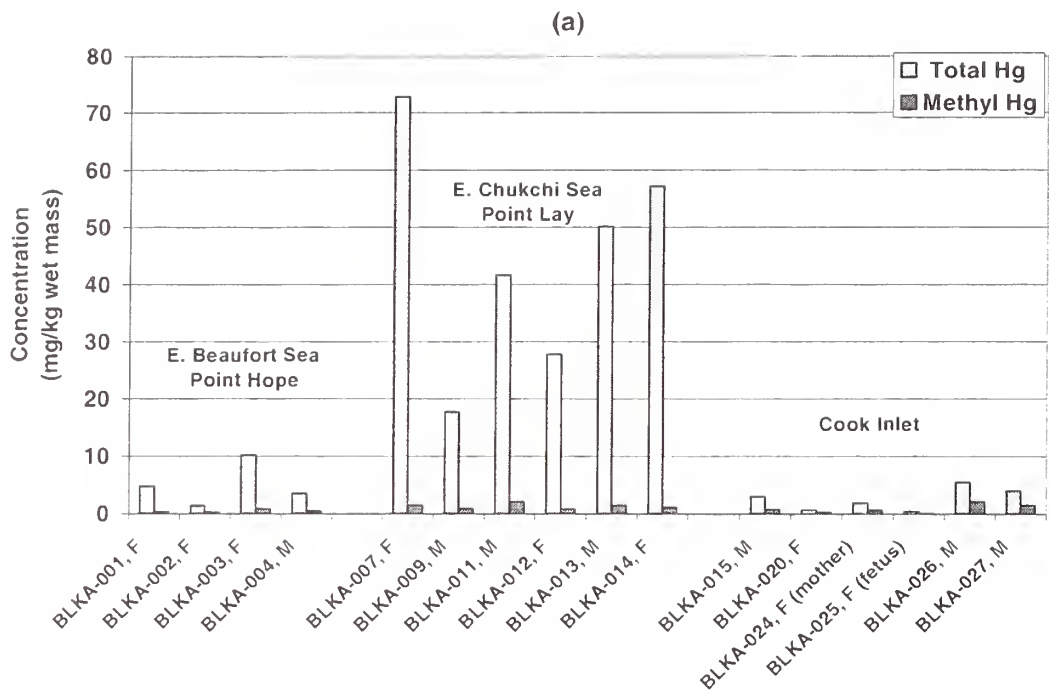 (a)
80
70
60
50
40
30
20
10
0
Concentration
(mg/kg wet mass)
Total Hg
Methyl Hg
E. Beaufort Sea
Point Hope
E. Chukchi Sea
Point Lay
Cook Inlet
BLKA-001, F
BLKA-002, F
BLKA-003, F
BLKA-004, M
BLKA-007, F
BLKA-009, M
BLKA-011, M
BLKA-012, F
BLKA-013, M
BLKA-014, F
BLKA-015, M
BLKA-020, F
BLKA-024, F (mother)
BLKA-025, F (fetus)
BLKA-026, M
BLKA-027, M